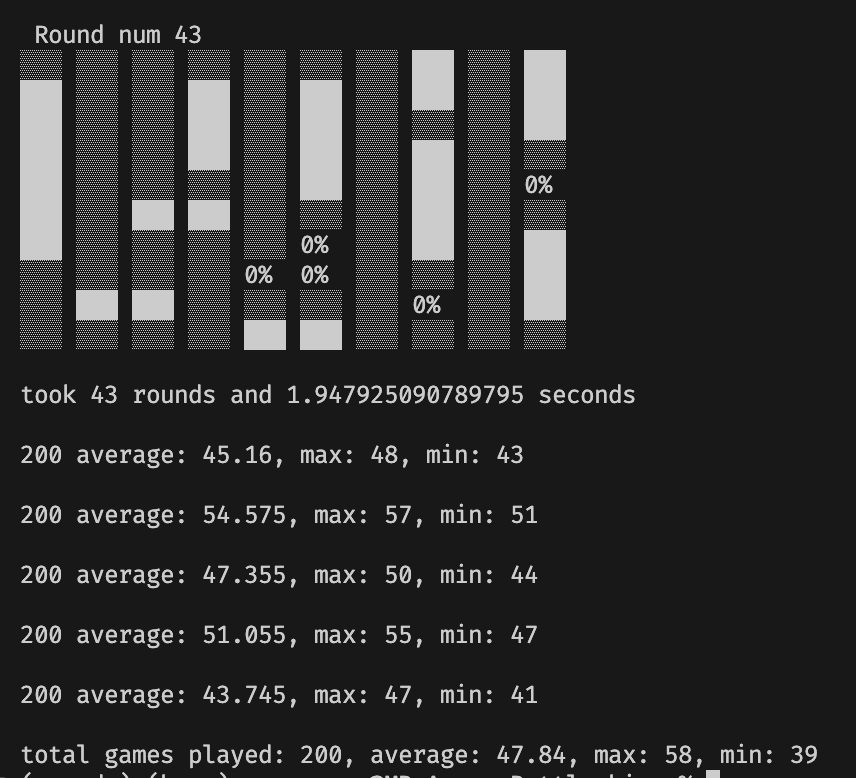 Round num 43
0%
0%
0% 0%
0%
took 43 rounds and 1.947925090789795 seconds
200 average: 45.16, max: 48, min: 43
200 average: 54.575, max: 57, min: 51
200 average: 47.355, max: 50, min: 44
200 average: 51.055, max: 55, min: 47
200 average: 43.745, max: 47, min: 41
total games played: 200, average: 47.84, max: 58, min: 39